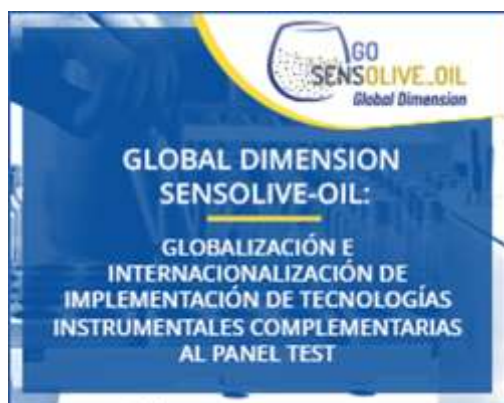 GO
SENSOLIVE_OIL
Global Dimension
GLOBAL DIMENSION
SENSOLIVE-OIL:
GLOBALIZACIÓN E
INTERNACIONALIZACIÓN DE
IMPLEMENTACIÓN DE TECNOLOGÍAS
INSTRUMENTALES COMPLEMENTARIAS
AL PANEL TEST